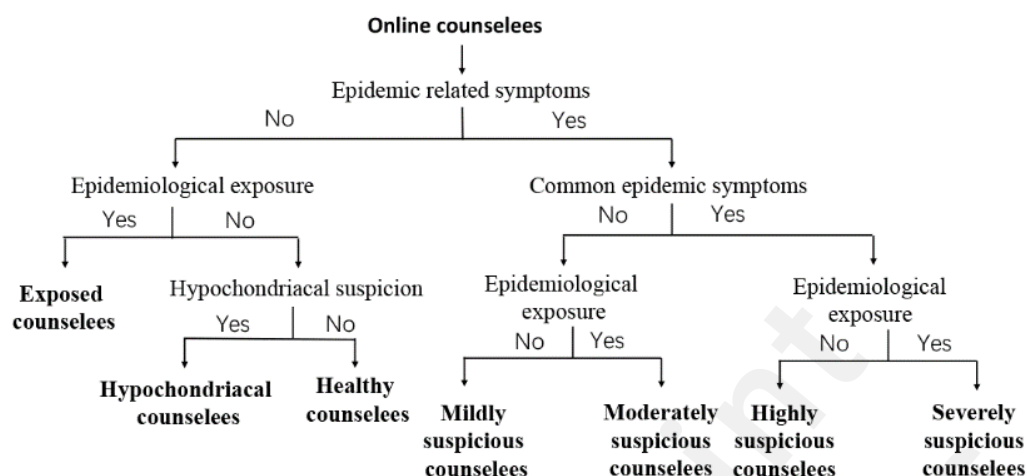 Online counselees
Epidemic related symptoms
No Yes
Epidemiological exposure Common epidemic symptoms
Yes No No Yes
Exposed
counselees
Hypochondriacal suspicion
Epidemiological
exposure
Epidemiological
exposure
Yes No No Yes No Yes
Hypochondriacal
counselees
Healthy
counselees
Mildly
suspicious
counselees
Moderately
suspicious
counselees
Highly
suspicious
counselees
Severely
suspicious
counselees